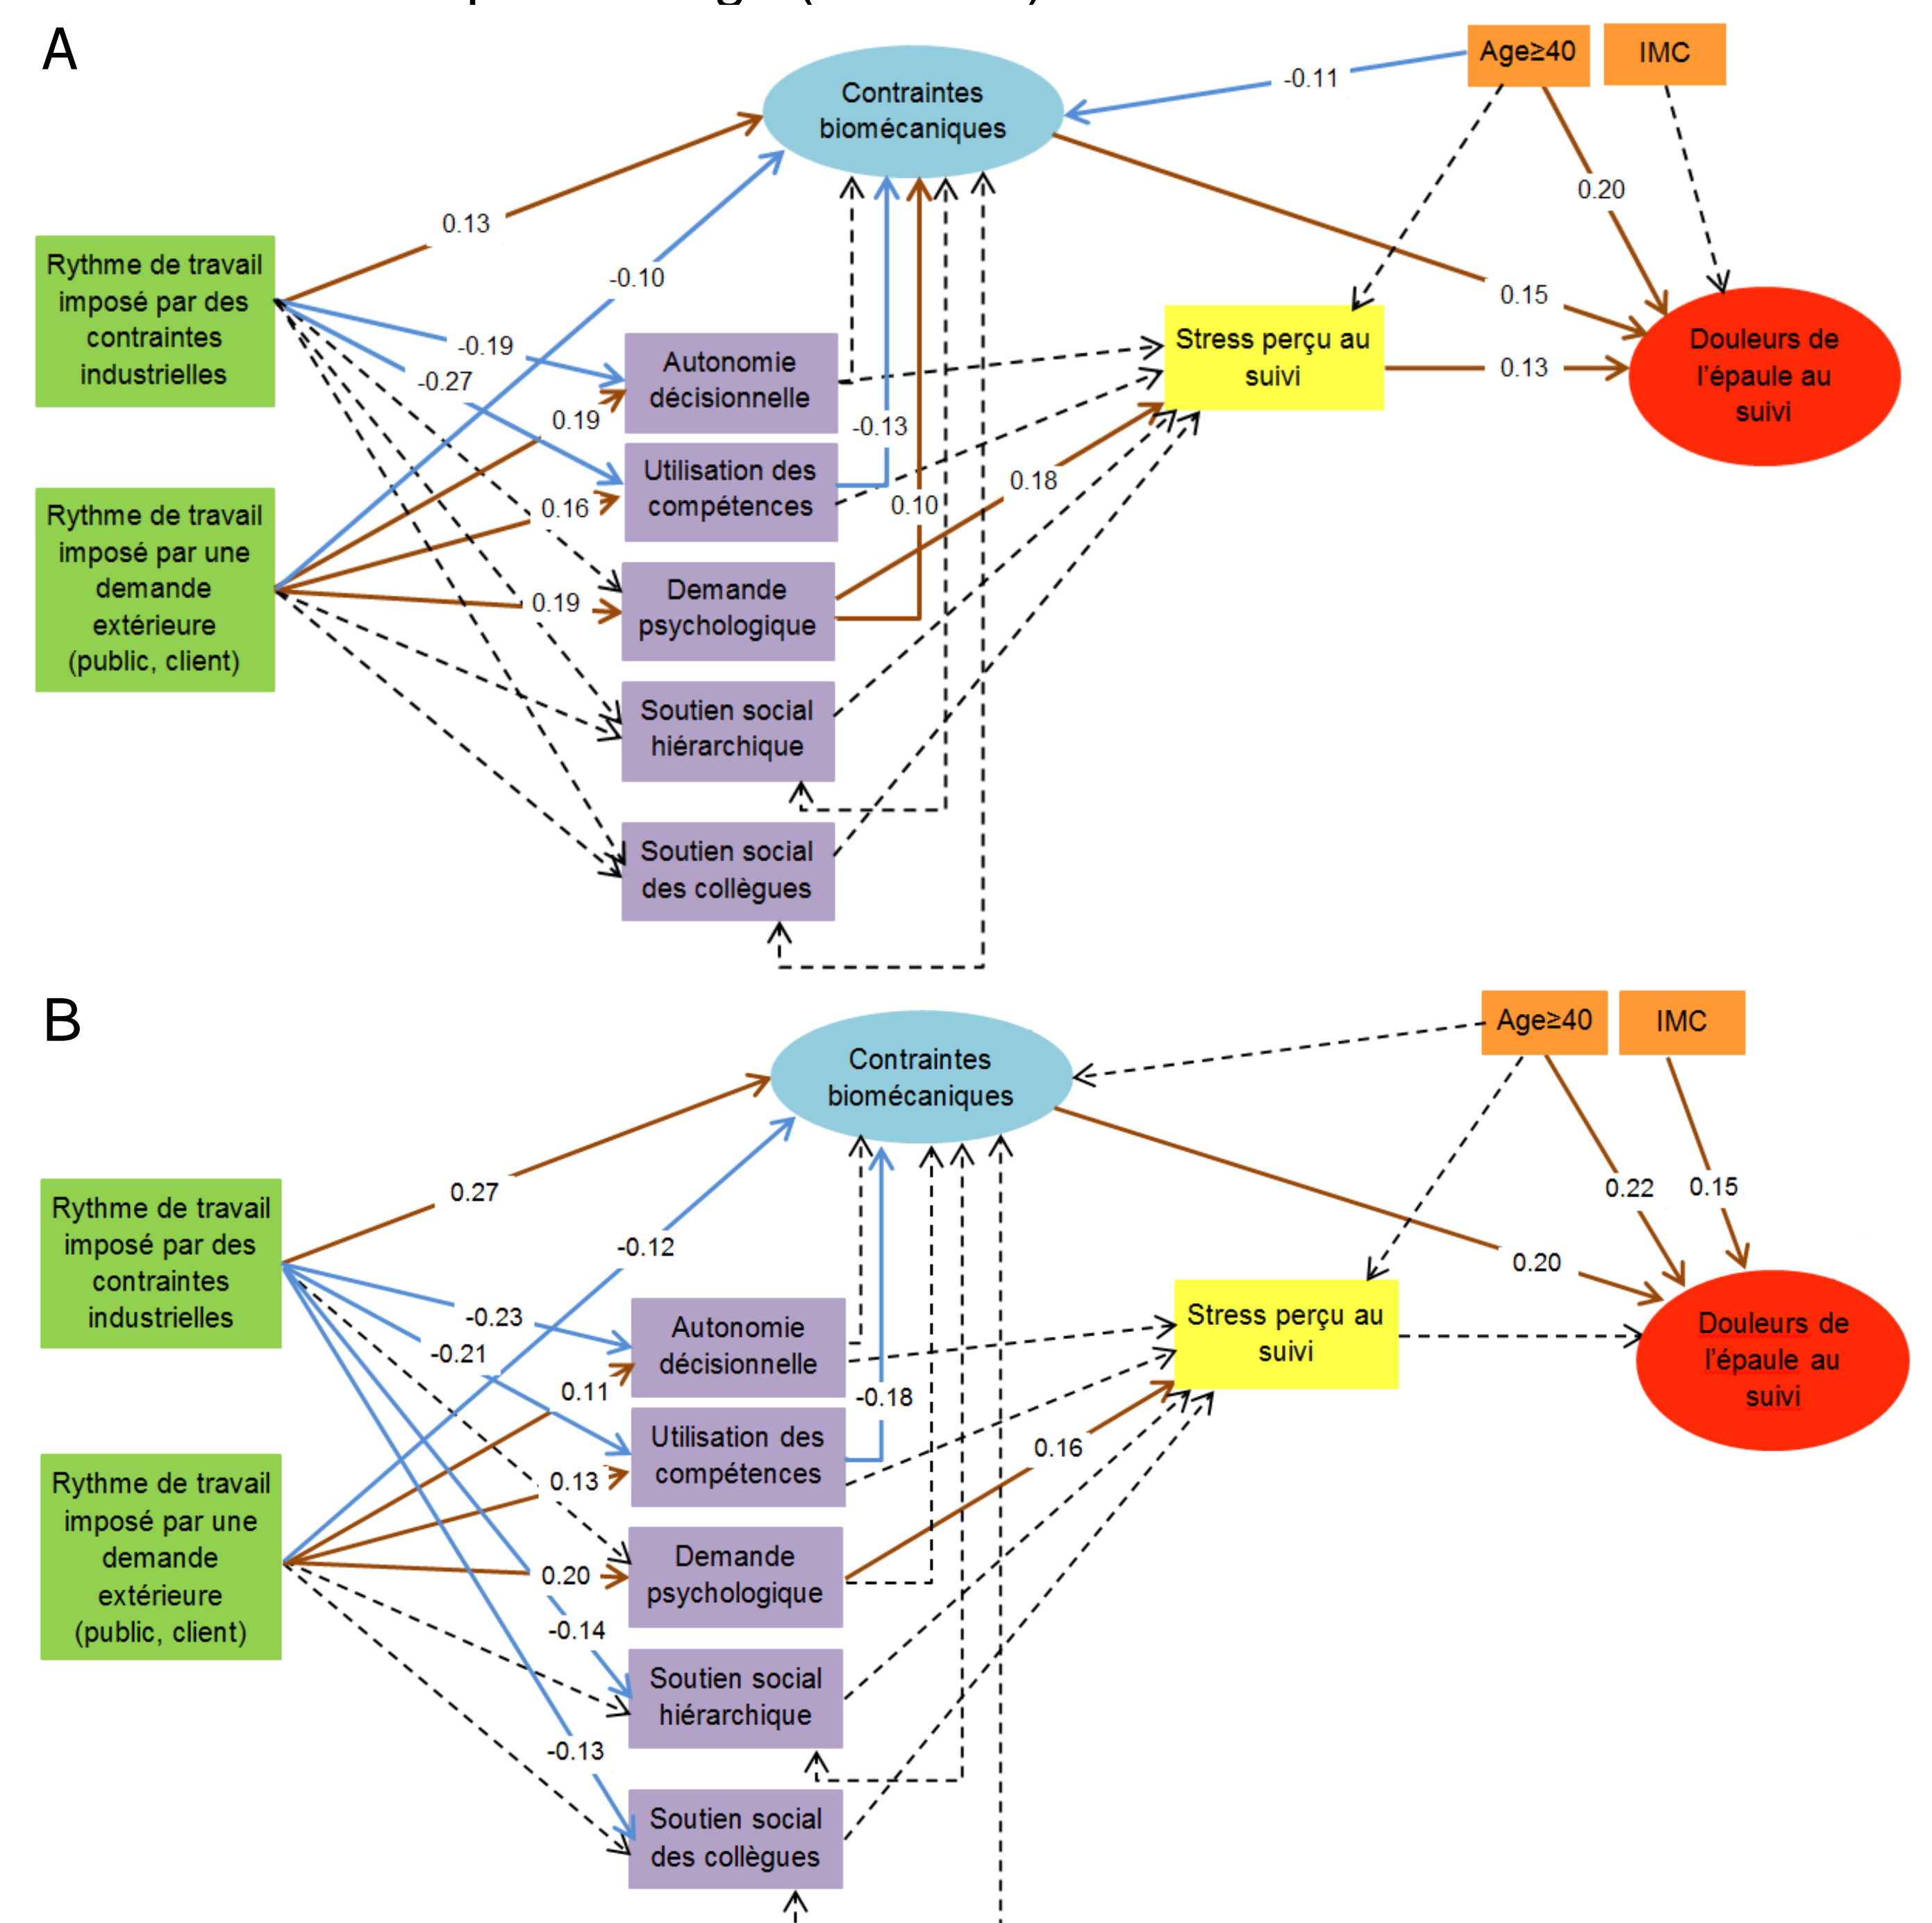 A
Age≥40
IMC
Contraintes
biomécaniques
-0.11
0.13
-0.10
0.20
Rythme de travail
imposé par des
contraintes
industrielles
-0.19
-0.27
0.19
0.16
0.19
Rythme de travail
imposé par une
demande
extérieure
(public, client)
Autonomie
décisionnelle
Utilisation des
compétences
Demande
psychologique
Soutien social
hiérarchique
Soutien social
des collègues
-0.13
0.10
0.18
0.15
Stress perçu au
suivi
0.13
Douleurs de
l'épaule au
suivi
B
Age≥40
IMC
Contraintes
biomécaniques
0.27
-0.12
0.22
0.15
Rythme de travail
imposé par des
contraintes
industrielles
-0.23
-0.21
0.11
0.13
0.20
-0.14
-0.13
Rythme de travail
imposé par une
demande
extérieure
(public, client)
Autonomie
décisionnelle
Utilisation des
compétences
Demande
psychologique
Soutien social
hiérarchique
Soutien social
des collègues
-0.18
0.16
0.20
Stress perçu au
suivi
Douleurs de
l'épaule au
suivi